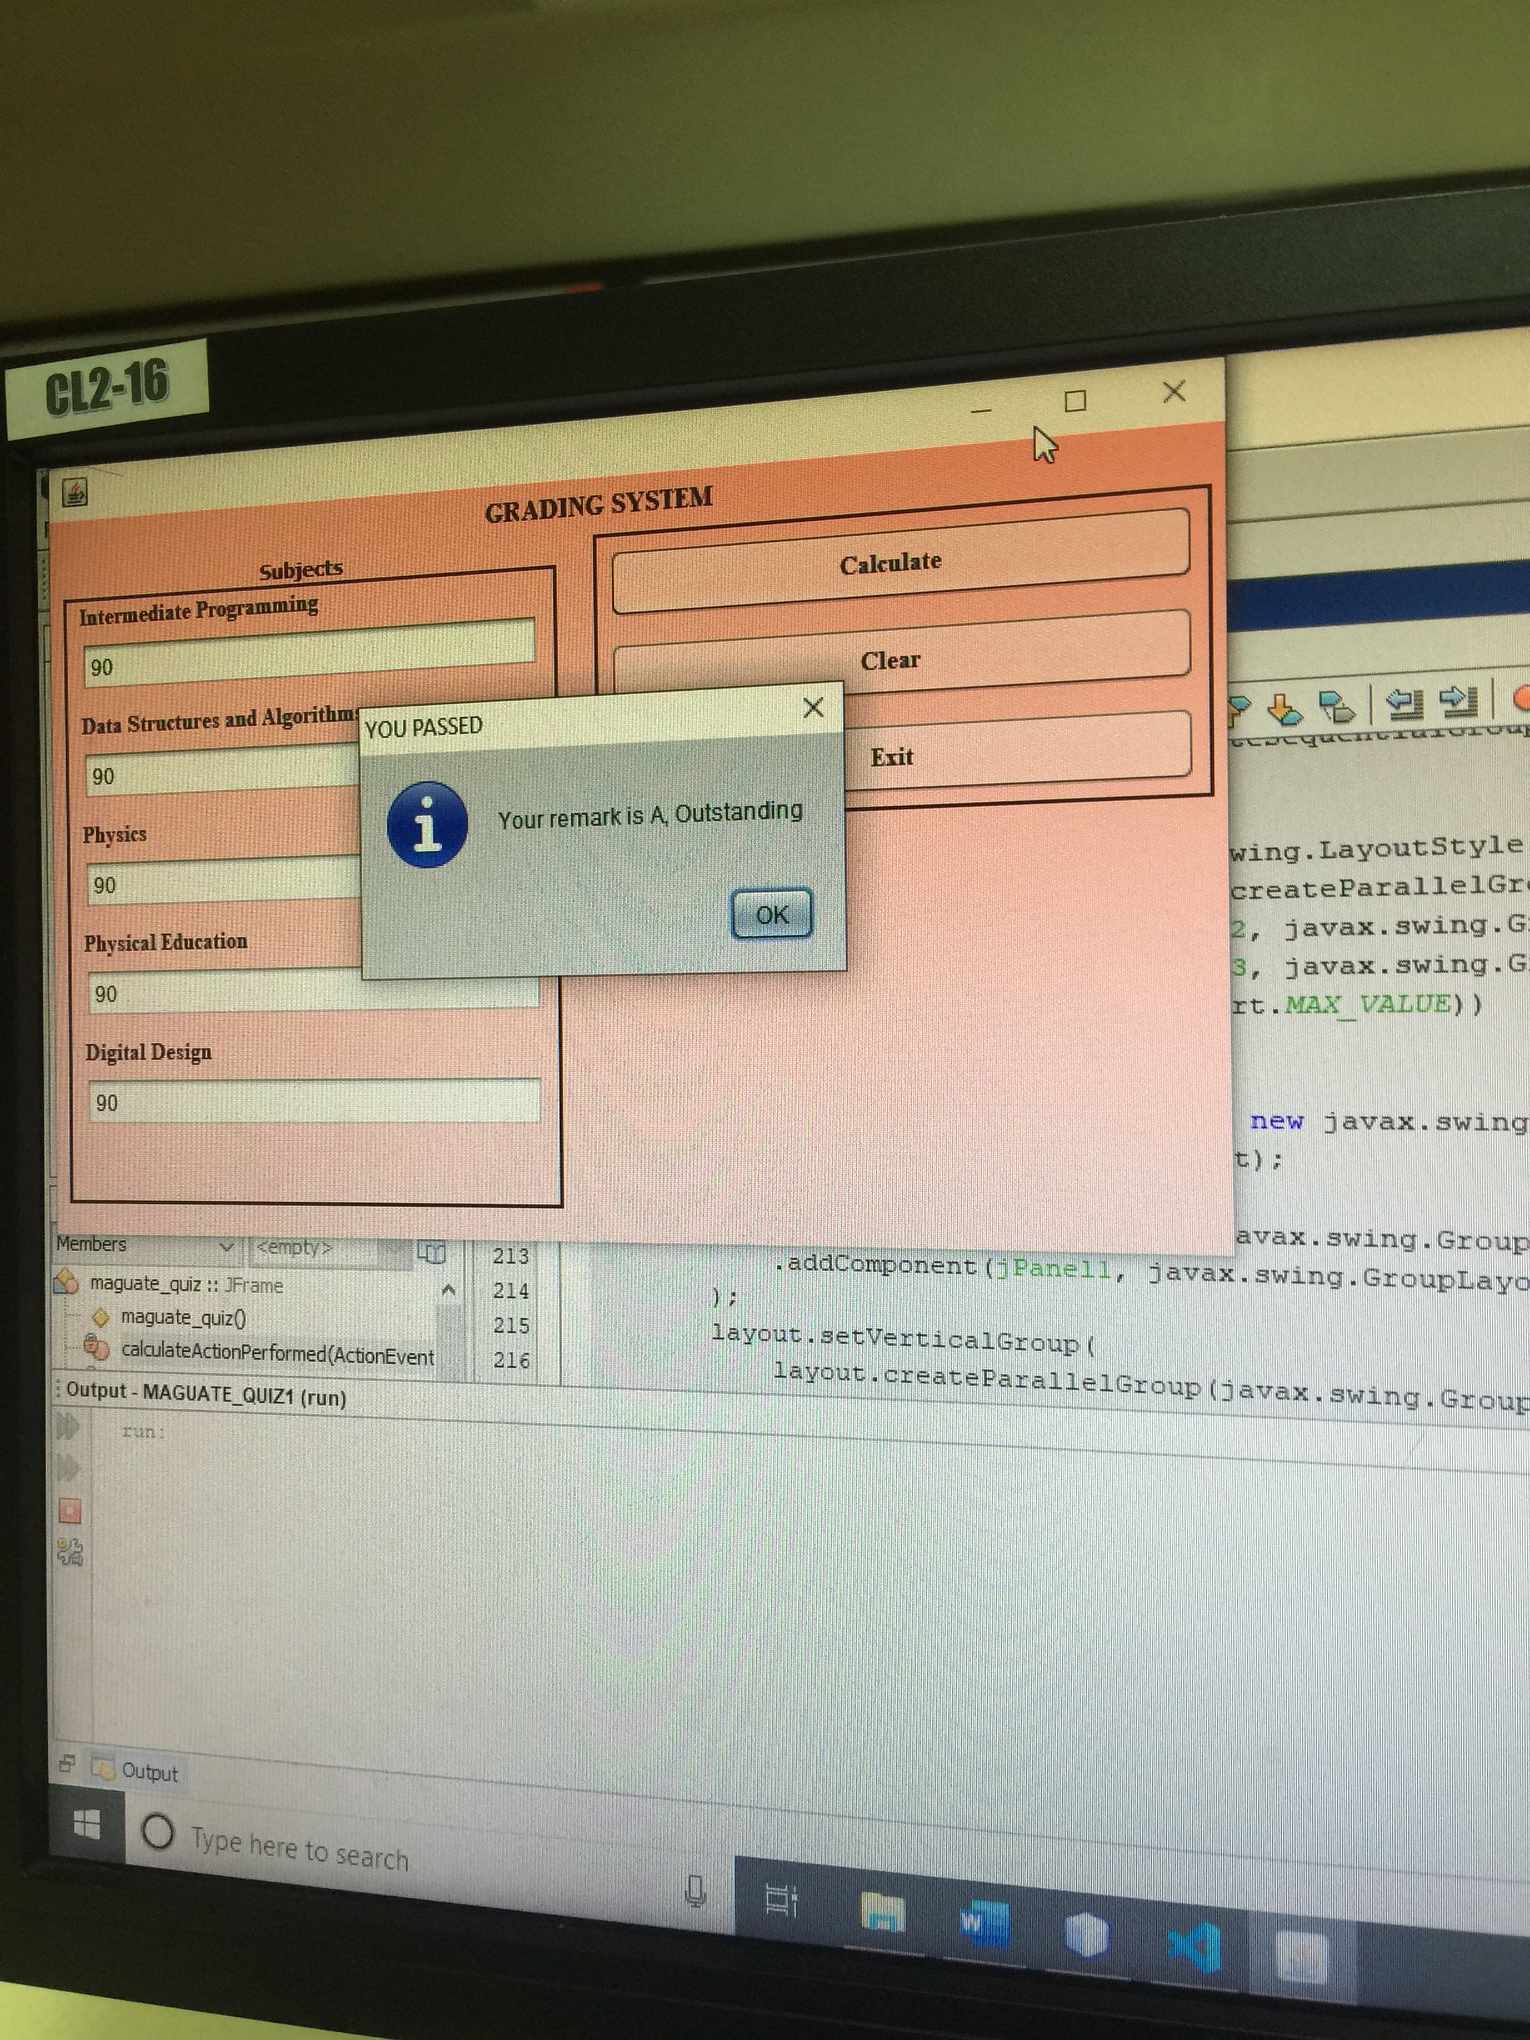 CL2-16
GRADING SYSTEM
Subjects
Intermediate Programming
90
Data Structures and Algorithms
90
Physics
90
Physical Education
90
Digital Design
90
Calculate
Clear
Exit
YOU PASSED
Your remark is A, Outstanding
OK
wing.LayoutStyle
createParallelGr
2, javax.swing.G
3, javax.swing.G
rt.MAX_VALUE))
new javax.swing
t);
avax.swing.Group
Members
<empty>
maguate_quiz :: JFrame
maguate_quiz()
calculateActionPerformed(ActionEvent
213 .addComponent(jPanel1, javax.swing.GroupLayo
214 );
215 layout.setVerticalGroup(
216 layout.createParallelGroup(javax.swing.Group
Output - MAGUATE_QUIZ1 (run)
run:
Output
Type here to search